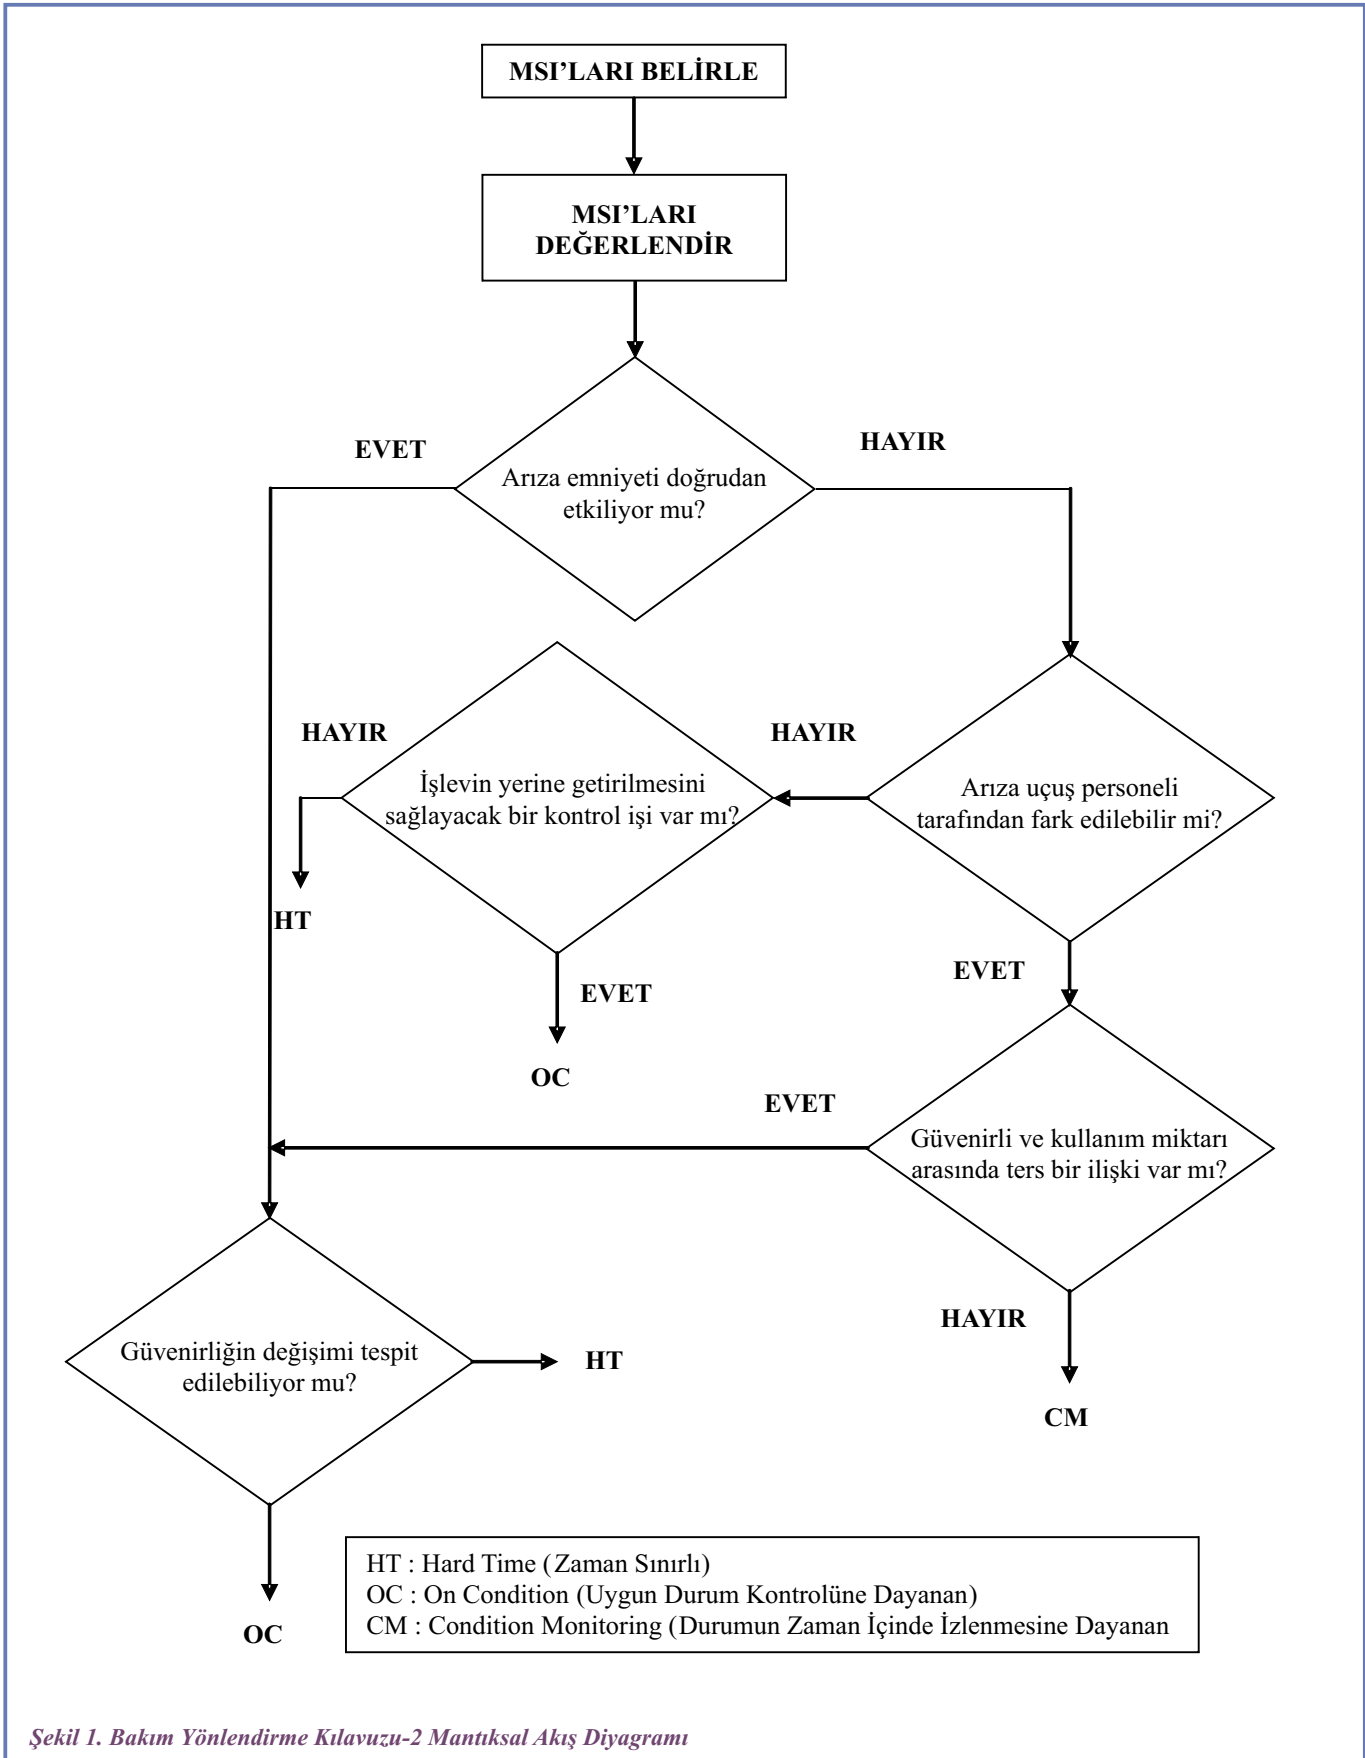 MSI’LARI BELİRLE
MSI’LARI
DEĞERLENDİR
EVET
HAYIR
Arıza emniyeti doğrudan
etkiliyor mu?
HAYIR
HAYIR
İşlevin yerine getirilmesini
sağlayacak bir kontrol işi var mı?
Arıza uçuş personeli
tarafından fark edilebilir mi?
HT
EVET
EVET
OC
EVET
Güvenirli ve kullanım miktarı
arasında ters bir ilişki var mı?
HAYIR
Güvenirliğin değişimi tespit
edilebiliyor mu?
HT
CM
OC
HT : Hard Time (Zaman Sınırlı)
OC : On Condition (Uygun Durum Kontrolüne Dayanan)
CM : Condition Monitoring (Durumun Zaman İçinde İzlenmesine Dayanan
Şekil 1. Bakım Yönlendirme Kılavuzu-2 Mantıksal Akış Diyagramı